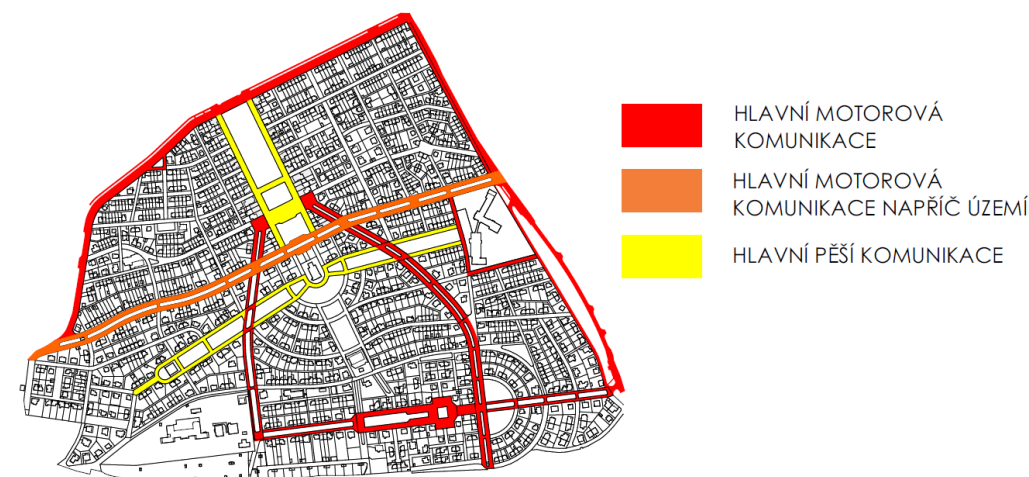 HLAVNÍ MOTOROVÁ
KOMUNIKACE
HLAVNÍ MOTOROVÁ
KOMUNIKACE NAPŘÍČ ÚZEMÍ
HLAVNÍ PĚŠÍ KOMUNIKACE